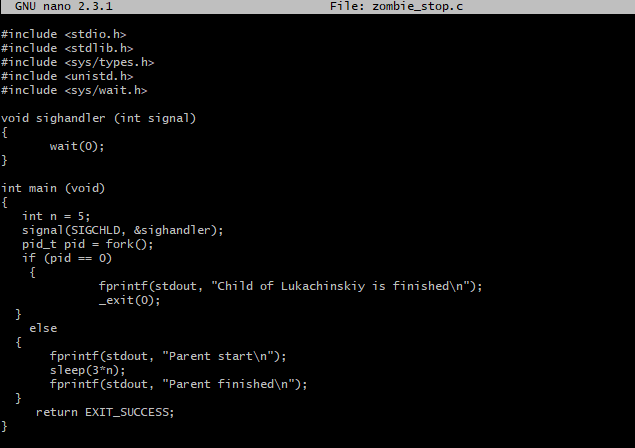 GNU nano 2.3.1 File: zombie_stop.c
#include <stdio.h>
#include <stdlib.h>
#include <sys/types.h>
#include <unistd.h>
#include <sys/wait.h>
void sighandler (int signal)
{
wait(0);
}
int main (void)
{
int n = 5;
signal(SIGCHLD, &sighandler);
pid_t pid = fork();
if (pid == 0)
{
fprintf(stdout, "Child of Lukachinskiy is finished\n");
_exit(0);
}
else
{
fprintf(stdout, "Parent start\n");
sleep(3*n);
fprintf(stdout, "Parent finished\n");
}
return EXIT_SUCCESS;
}